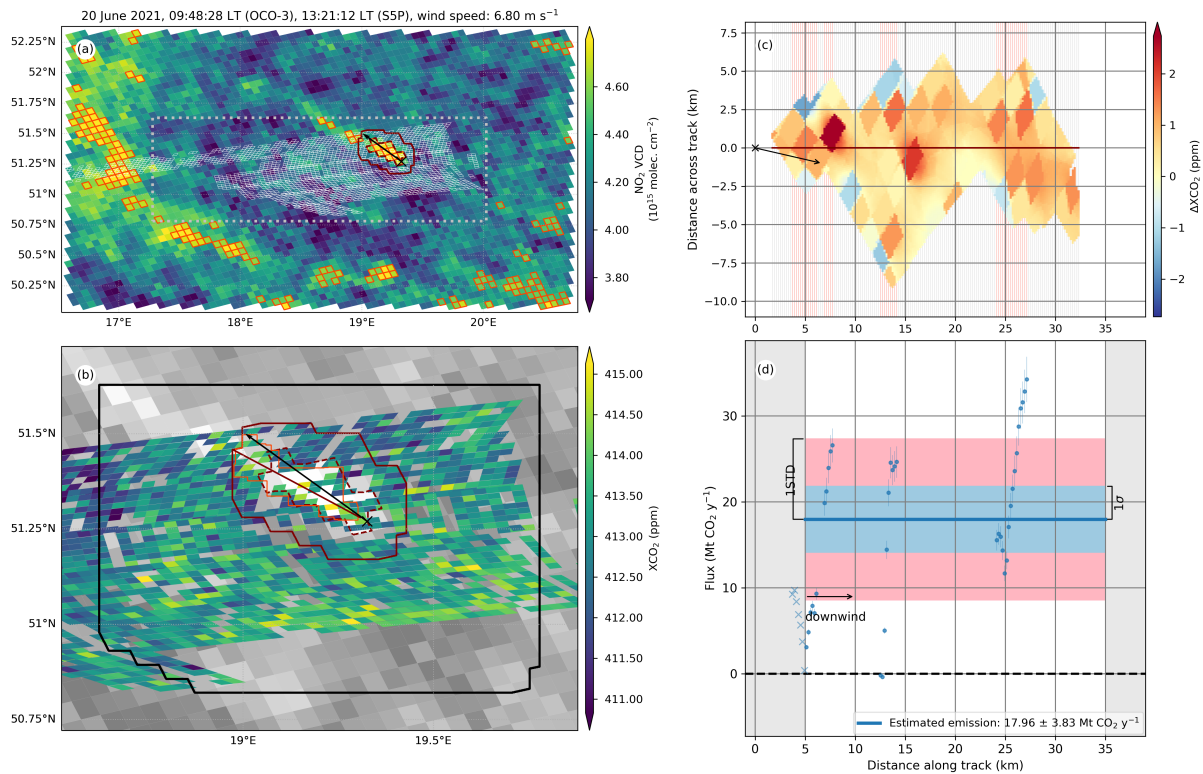 20 June 2021, 09:48:28 LT (OCO-3), 13:21:12 LT (S5P), wind speed: 6.80 m s⁻¹
(a)
52.25°N
52°N
51.75°N
51.5°N
51.25°N
51°N
50.75°N
50.5°N
50.25°N
17°E
18°E
19°E
20°E
4.60
4.40
4.20
4.00
3.80
NO₂ VCD
(10¹⁵ molec. cm⁻²)
(c)
7.5
5.0
2.5
0.0
−2.5
−5.0
−7.5
−10.0
Distance across track (km)
0
5
10
15
20
25
30
35
2
1
0
−1
−2
ΔXCO₂ (ppm)
(b)
51.5°N
51.25°N
51°N
50.75°N
19°E
19.5°E
415.00
414.50
414.00
413.50
413.00
412.50
412.00
411.50
411.00
XCO₂ (ppm)
(d)
30
20
10
0
Flux (Mt CO₂ y⁻¹)
1STD
1σ
downwind
Estimated emission: 17.96 ± 3.83 Mt CO₂ y⁻¹
0
5
10
15
20
25
30
35
Distance along track (km)